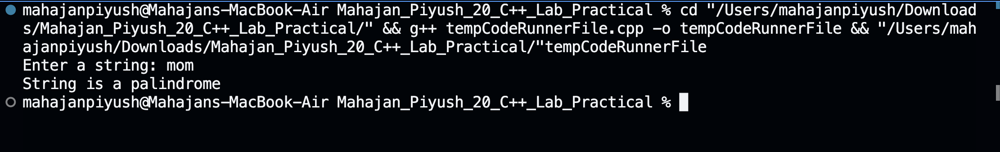 mahajanpiyush@Mahajans-MacBook-Air Mahajan_Piyush_20_C++_Lab_Practical % cd "/Users/mahajanpiyush/Download
s/Mahajan_Piyush_20_C++_Lab_Practical/" && g++ tempCodeRunnerFile.cpp -o tempCodeRunnerFile && "/Users/mah
ajanpiyush/Downloads/Mahajan_Piyush_20_C++_Lab_Practical/"tempCodeRunnerFile
Enter a string: mom
String is a palindrome
mahajanpiyush@Mahajans-MacBook-Air Mahajan_Piyush_20_C++_Lab_Practical %